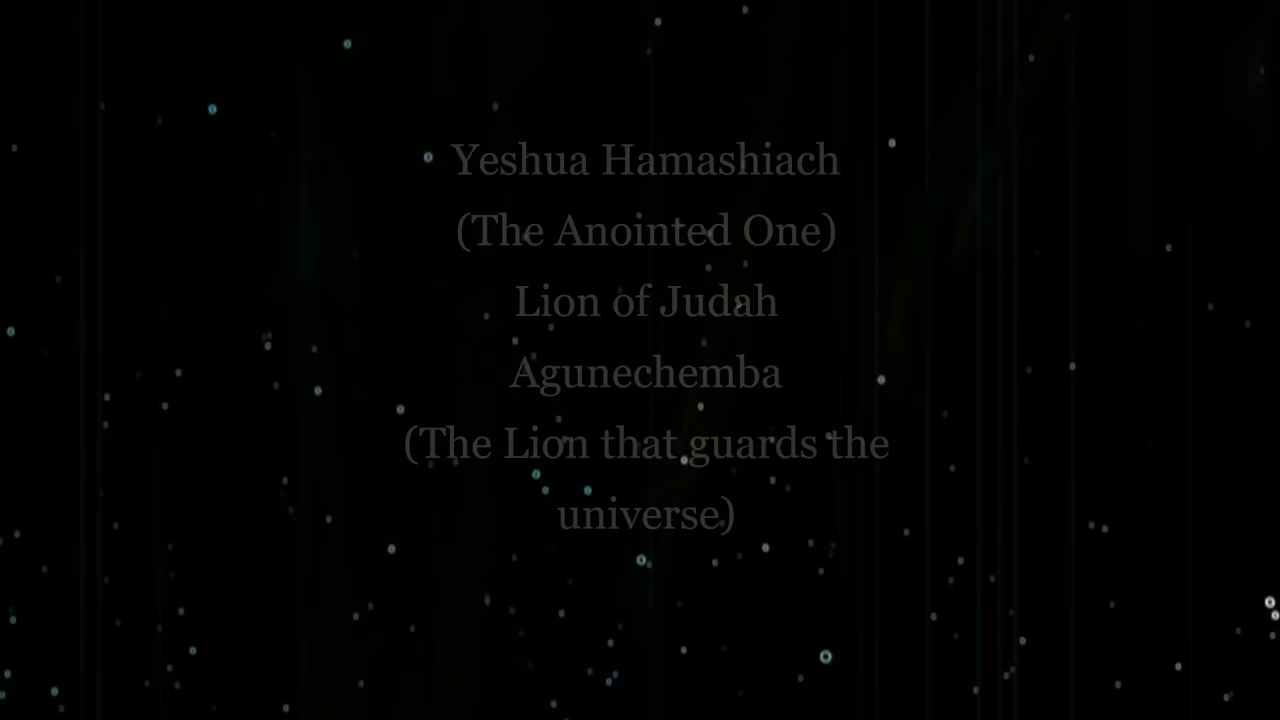 Yeshua Hamashiach
(The Anointed One)
Lion of Judah
Agunechemba
(The Lion that guards the
universe)